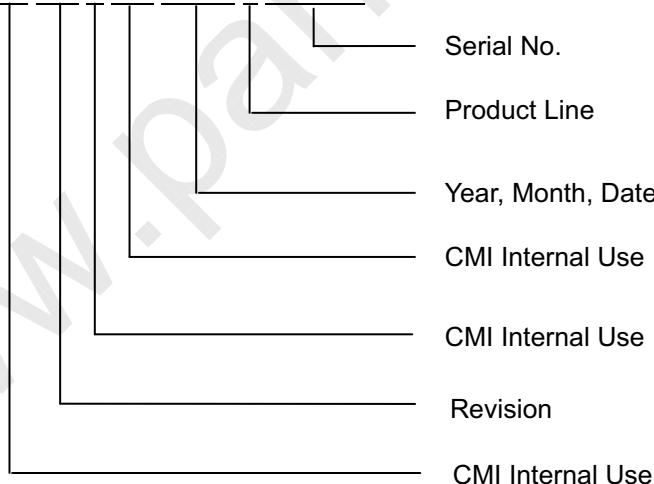 Serial No.
Product Line
Year, Month, Date
CMI Internal Use
CMI Internal Use
Revision
CMI Internal Use